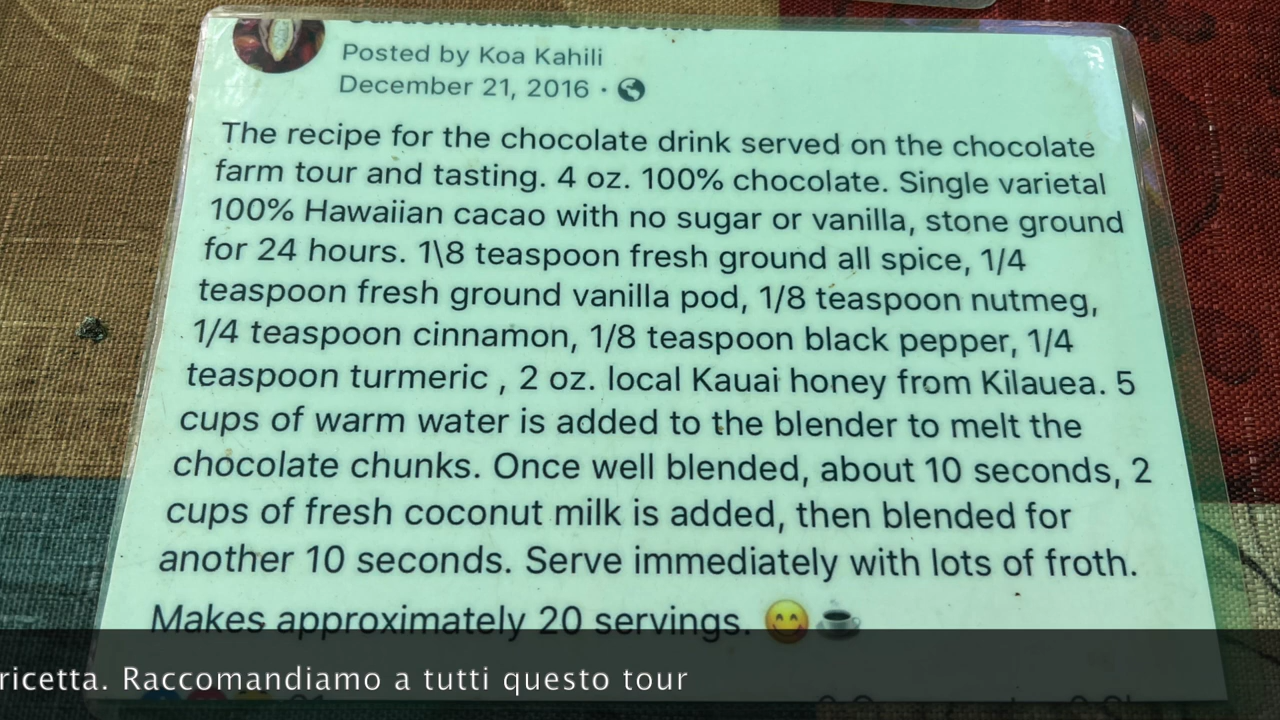 Posted by Koa Kahili
December 21, 2016 ·
The recipe for the chocolate drink served on the chocolate
farm tour and tasting. 4 oz. 100% chocolate. Single varietal
100% Hawaiian cacao with no sugar or vanilla, stone ground
for 24 hours. 1\8 teaspoon fresh ground all spice, 1/4
teaspoon fresh ground vanilla pod, 1/8 teaspoon nutmeg,
1/4 teaspoon cinnamon, 1/8 teaspoon black pepper, 1/4
teaspoon turmeric , 2 oz. local Kauai honey from Kilauea. 5
cups of warm water is added to the blender to melt the
chocolate chunks. Once well blended, about 10 seconds, 2
cups of fresh coconut milk is added, then blended for
another 10 seconds. Serve immediately with lots of froth.
Makes approximately 20 servings. 😋 ☕
ricetta. Raccomandiamo a tutti questo tour